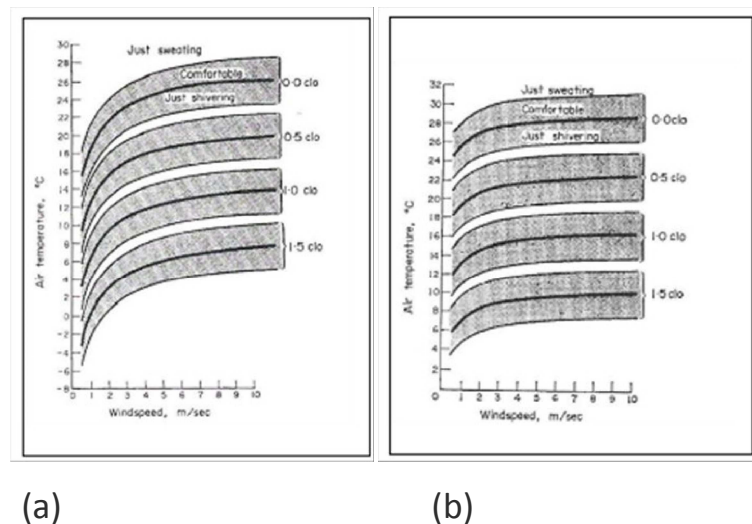 30
28
26
24
22
20
18
16
14
12
10
8
6
4
2
0
-2
-4
-6
-8
Air temperature, °C
Just sweating
Comfortable
Just shivering
0·0 clo
0·5 clo
1·0 clo
1·5 clo
0 1 2 3 4 5 6 7 8 9 10
Windspeed, m/sec
32
30
28
26
24
22
20
18
16
14
12
10
8
6
4
2
Air temperature, °C
Just sweating
Comfortable
Just shivering
0·0clo
0·5 clo
1·0 clo
1·5 clo
1 2 3 4 5 6 7 8 9 10
Windspeed, m/sec
(a)
(b)